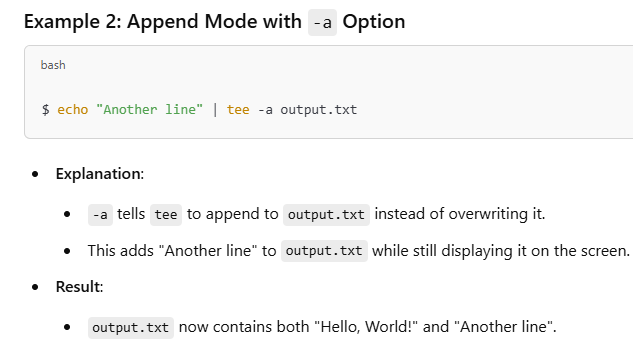 Example 2: Append Mode with -a Option
bash
$ echo "Another line" | tee -a output.txt
Explanation:
-a tells tee to append to output.txt instead of overwriting it.
This adds "Another line" to output.txt while still displaying it on the screen.
Result:
output.txt now contains both "Hello, World!" and "Another line".